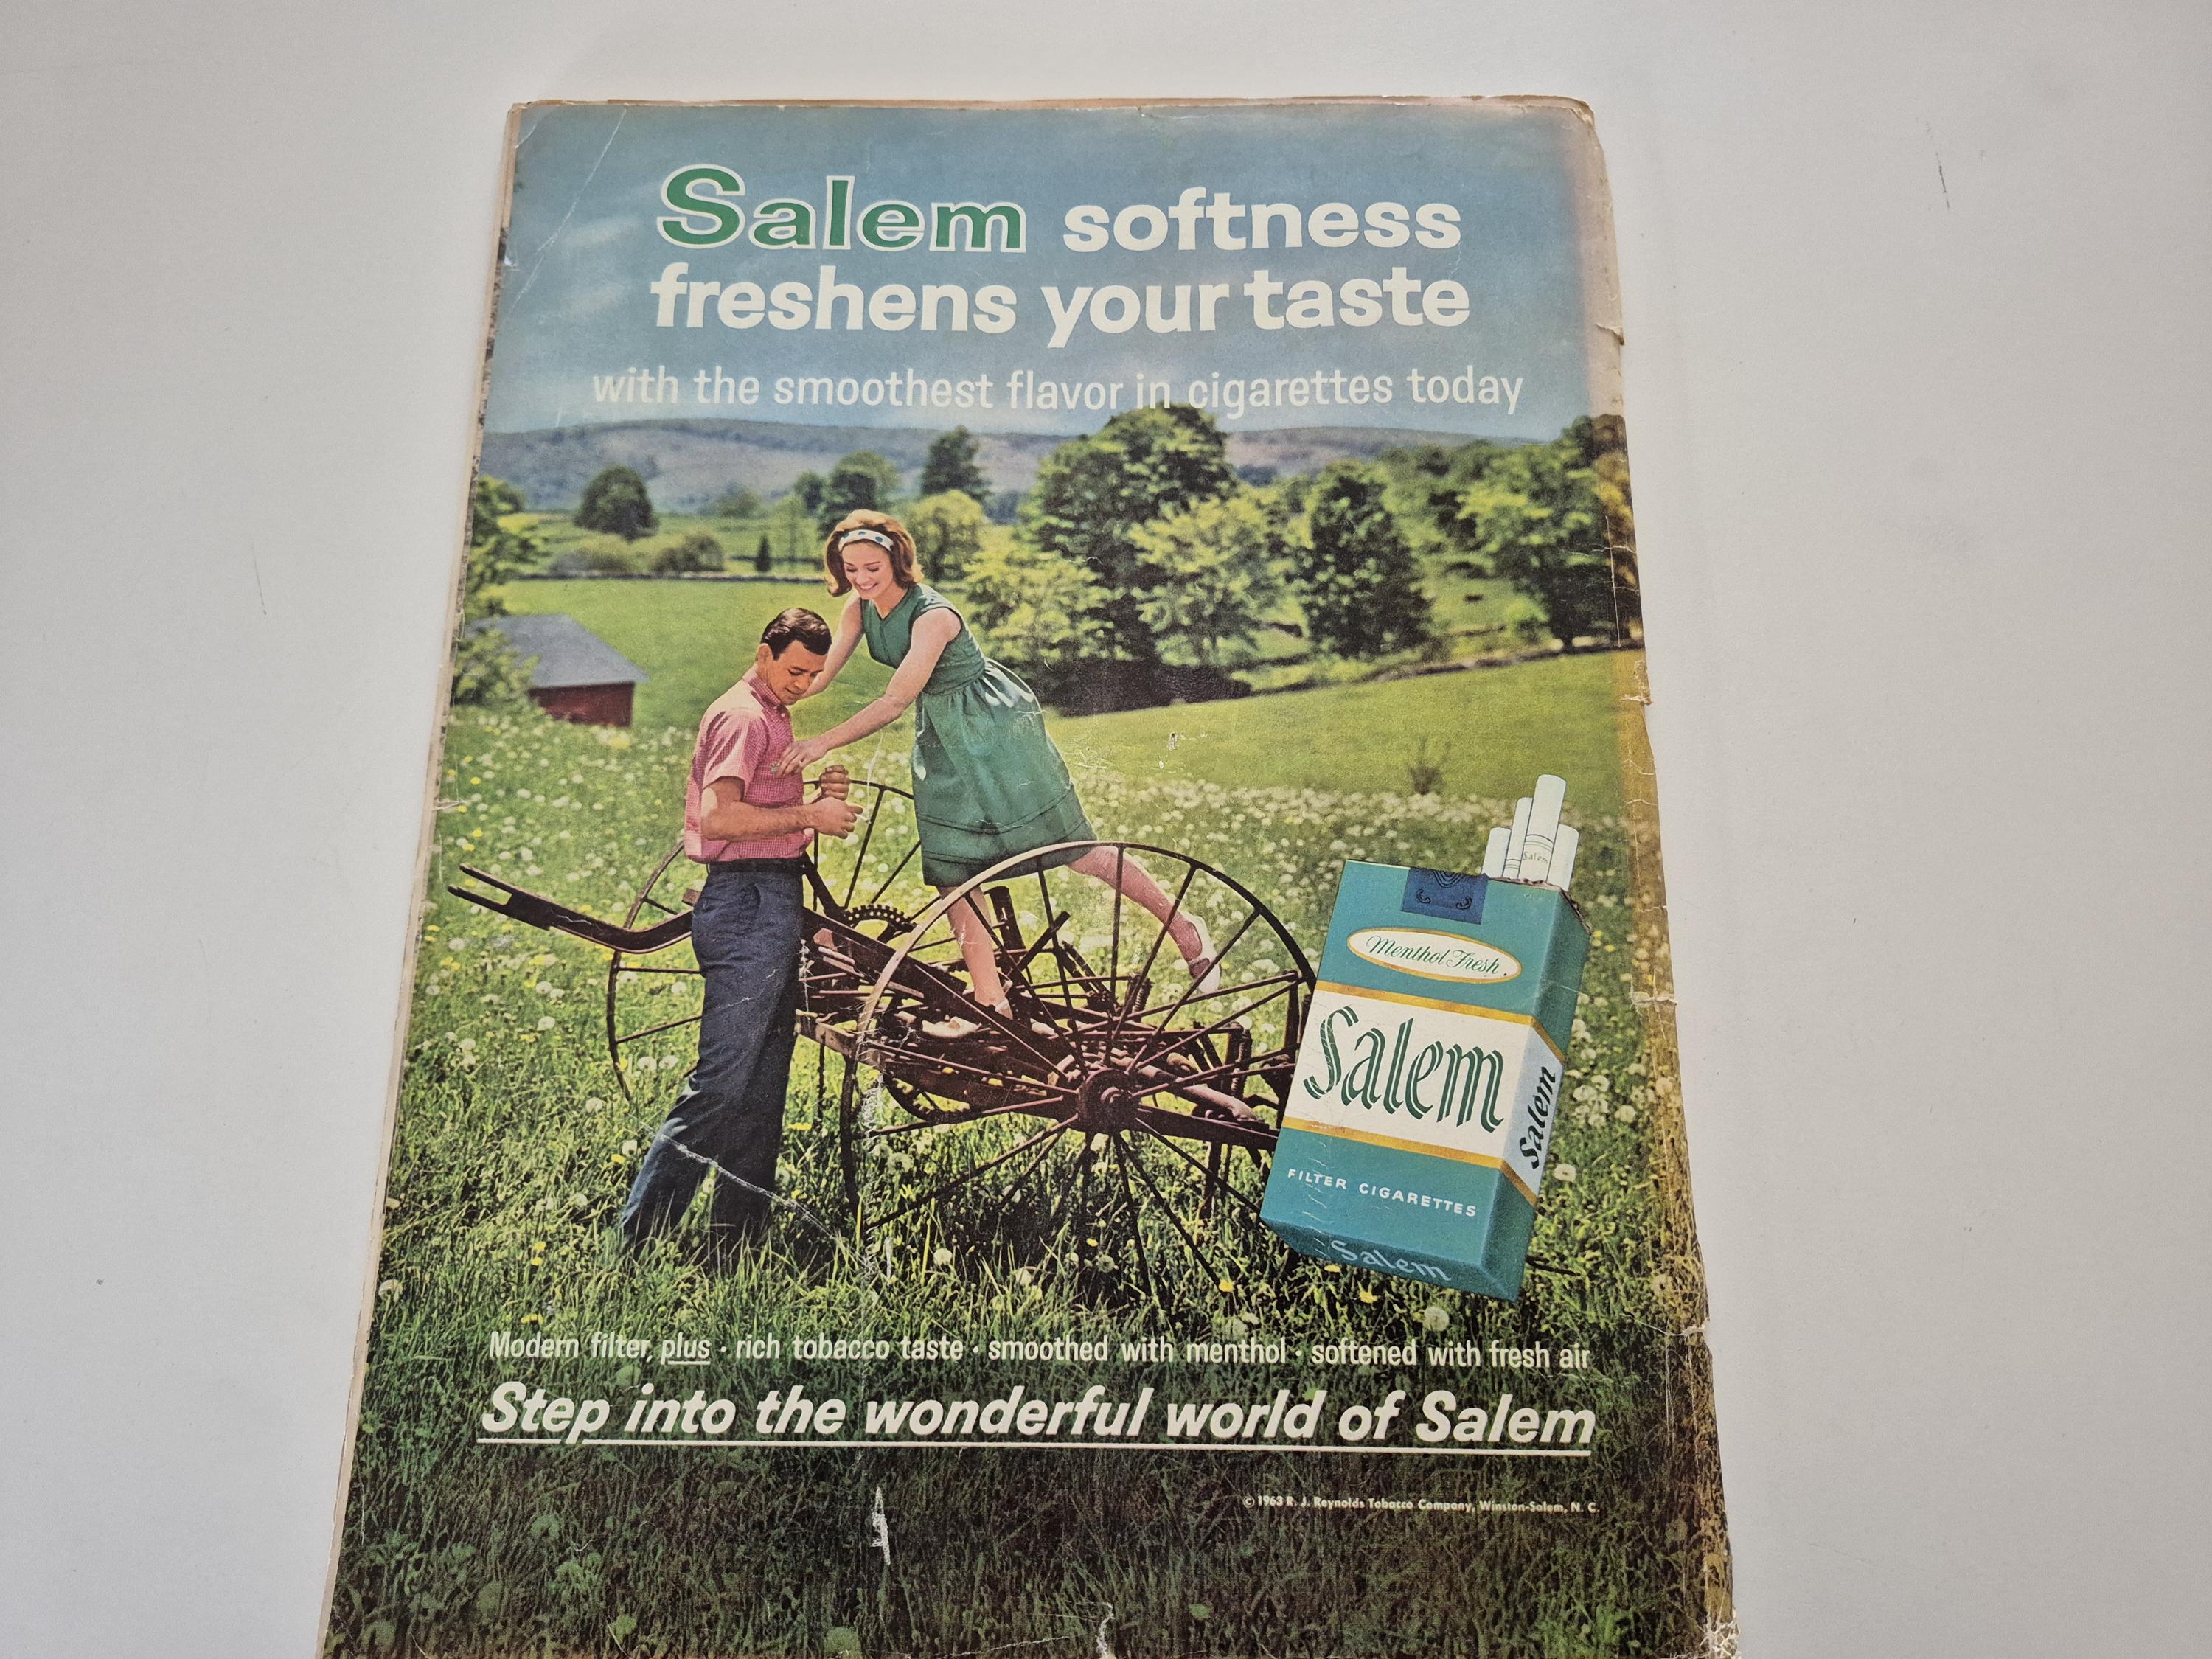 Salem softness
freshens your taste
with the smoothest flavor in cigarettes today
Salem
Menthol Fresh
Salem
Salem
FILTER CIGARETTES
Salem
Modern filter, plus · rich tobacco taste · smoothed with menthol · softened with fresh air
Step into the wonderful world of Salem
© 1963 R. J. Reynolds Tobacco Company, Winston-Salem, N. C.